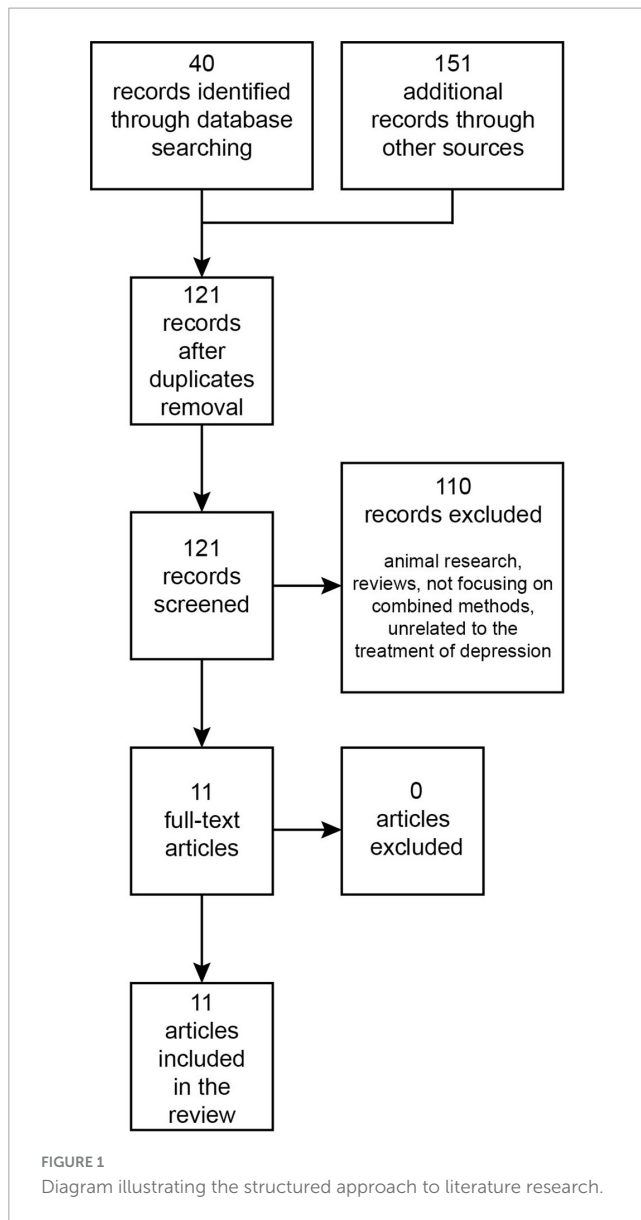 40
records identified
through database
searching
151
additional
records through
other sources
121
records
after
duplicates
removal
121
records
screened
110
records excluded
animal research,
reviews, not focusing on
combined methods,
unrelated to the
treatment of depression
11
full-text
articles
0
articles
excluded
11
articles
included
in the
review
FIGURE 1
Diagram illustrating the structured approach to literature research.